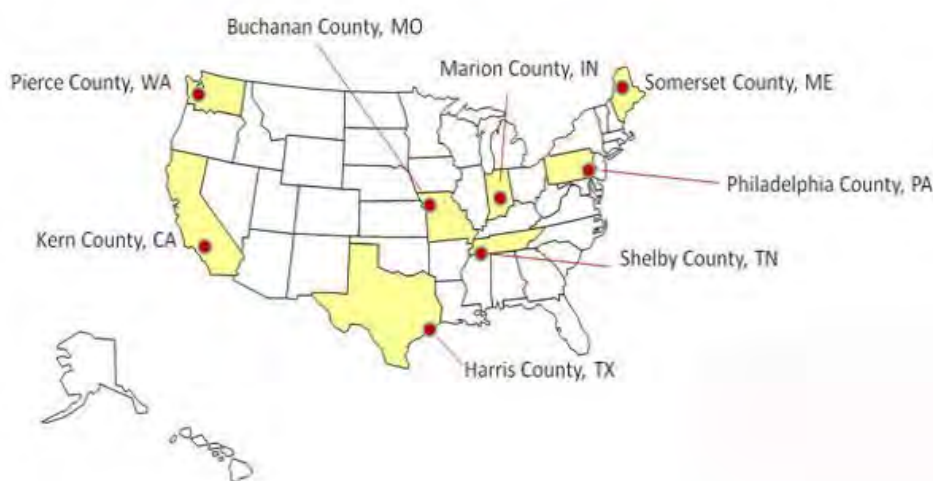 Buchanan County, MO
Marion County, IN
Pierce County, WA
Somerset County, ME
Philadelphia County, PA
Kern County, CA
Shelby County, TN
Harris County, TX